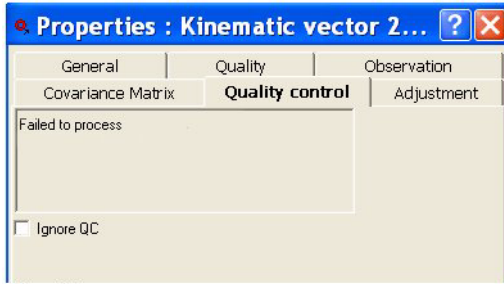 Properties : Kinematic vector 2...
General Quality Observation
Covariance Matrix Quality control Adjustment
Failed to process
Ignore QC